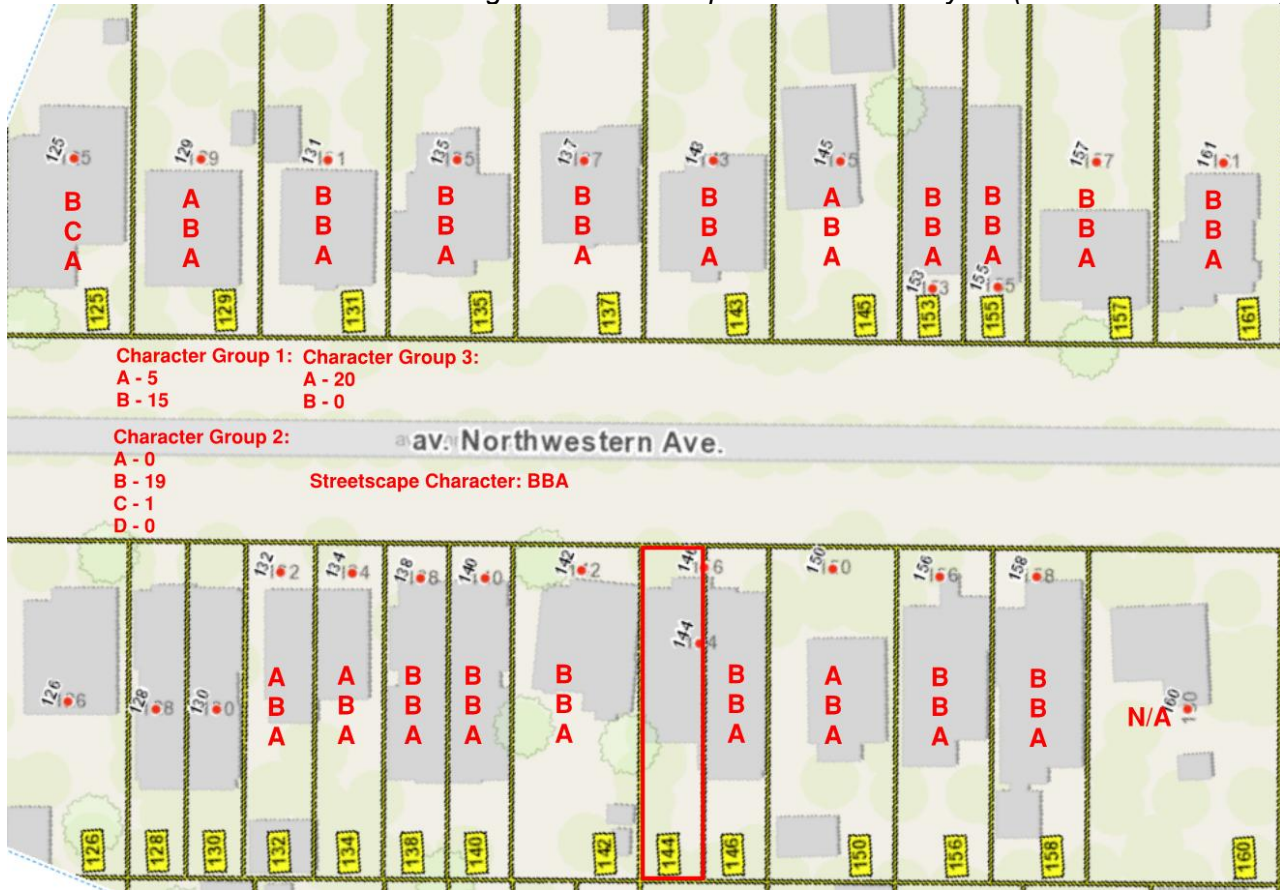 125 129 131 135 137 143 145 153 155 157 161
B A B B B B A B B B B
C B B B B B B B B B B
A A A A A A A A A A A
125 129 131 135 137 143 145 153 155 157 161
Character Group 1: Character Group 3:
A - 5 A - 20
B - 15 B - 0
av. Northwestern Ave.
Character Group 2:
A - 0
B - 19
C - 1
D - 0
Streetscape Character: BBA
126 128 130 132 134 138 140 142 144 146 150 156 158 160
A A B B B B A B B
B B B B B B B B B
A A A A A A A A A
N/A
126 128 130 132 134 138 140 142 144 146 150 156 158 160